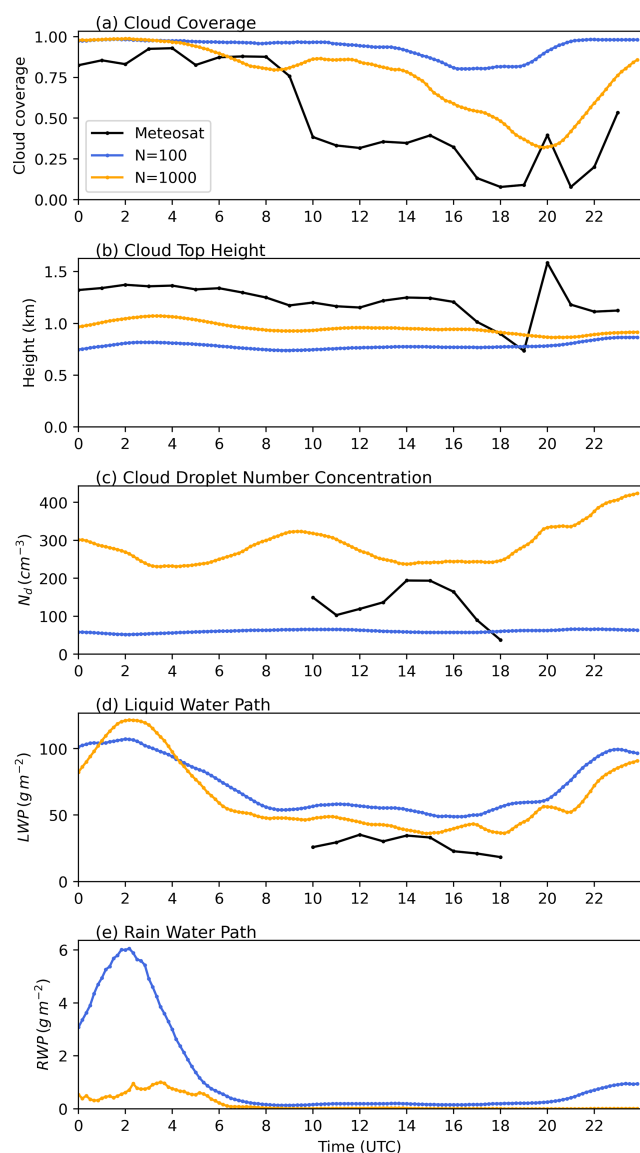 (a) Cloud Coverage
1.00
0.75
0.50
0.25
0.00
Cloud coverage
Meteosat
N=100
N=1000
0 2 4 6 8 10 12 14 16 18 20 22
(b) Cloud Top Height
1.5
1.0
0.5
0.0
Height (km)
0 2 4 6 8 10 12 14 16 18 20 22
(c) Cloud Droplet Number Concentration
400
300
200
100
0
N_d (cm⁻³)
0 2 4 6 8 10 12 14 16 18 20 22
(d) Liquid Water Path
100
50
0
LWP (g m⁻²)
0 2 4 6 8 10 12 14 16 18 20 22
(e) Rain Water Path
6
4
2
0
RWP (g m⁻²)
0 2 4 6 8 10 12 14 16 18 20 22
Time (UTC)